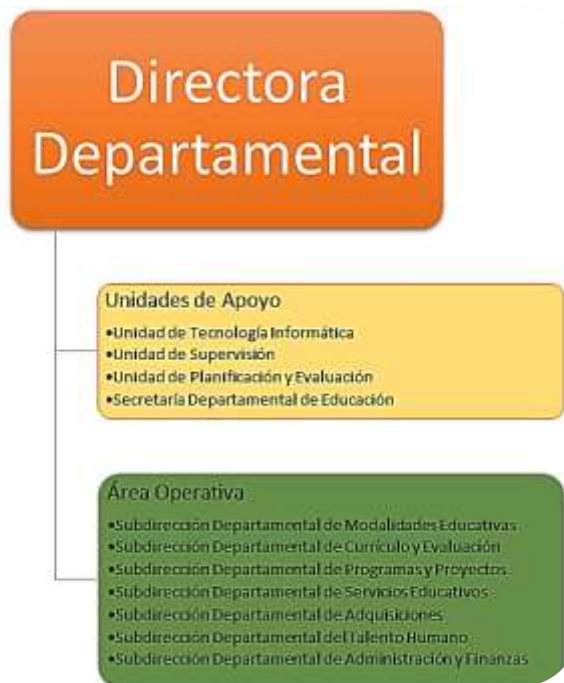 Directora
Departamental
Unidades de Apoyo
•Unidad de Tecnología Informática
•Unidad de Supervisión
•Unidad de Planificación y Evaluación
•Secretaría Departamental de Educación
Área Operativa
•Subdirección Departamental de Modalidades Educativas
•Subdirección Departamental de Currículo y Evaluación
•Subdirección Departamental de Programas y Proyectos
•Subdirección Departamental de Servicios Educativos
•Subdirección Departamental de Adquisiciones
•Subdirección Departamental del Talento Humano
•Subdirección Departamental de Administración y Finanzas